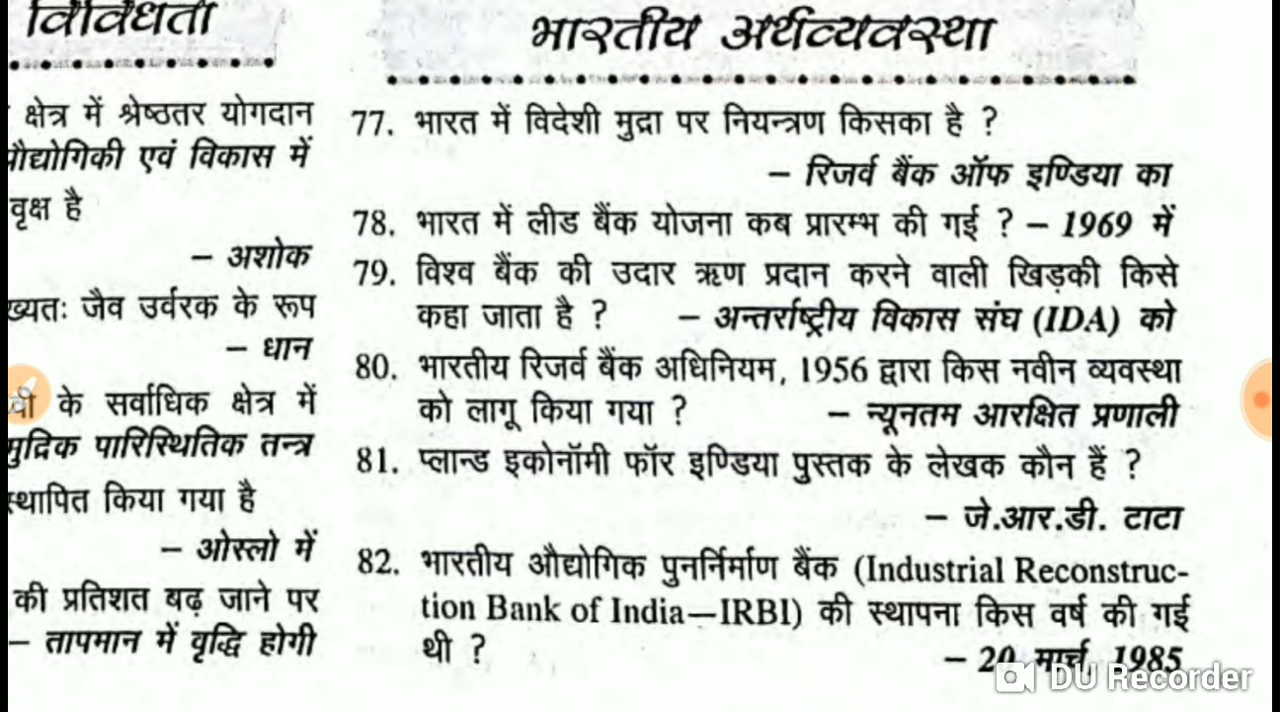 विविधता
क्षेत्र में श्रेष्ठतर योगदान
प्रौद्योगिकी एवं विकास में
वृक्ष है
– अशोक
ख्यतः जैव उर्वरक के रूप
– धान
के सर्वाधिक क्षेत्र में
मुद्रिक पारिस्थितिक तन्त्र
स्थापित किया गया है
– ओस्लो में
की प्रतिशत बढ़ जाने पर
– तापमान में वृद्धि होगी
भारतीय अर्थव्यवस्था
77. भारत में विदेशी मुद्रा पर नियन्त्रण किसका है ?
– रिजर्व बैंक ऑफ इण्डिया का
78. भारत में लीड बैंक योजना कब प्रारम्भ की गई ? – 1969 में
79. विश्व बैंक की उदार ऋण प्रदान करने वाली खिड़की किसे
कहा जाता है ? – अन्तर्राष्ट्रीय विकास संघ (IDA) को
80. भारतीय रिजर्व बैंक अधिनियम, 1956 द्वारा किस नवीन व्यवस्था
को लागू किया गया ? – न्यूनतम आरक्षित प्रणाली
81. प्लान्ड इकोनॉमी फॉर इण्डिया पुस्तक के लेखक कौन हैं ?
– जे.आर.डी. टाटा
82. भारतीय औद्योगिक पुनर्निर्माण बैंक (Industrial Reconstruc-
tion Bank of India—IRBI) की स्थापना किस वर्ष की गई
थी ? – 20 मार्च, 1985
DU Recorder